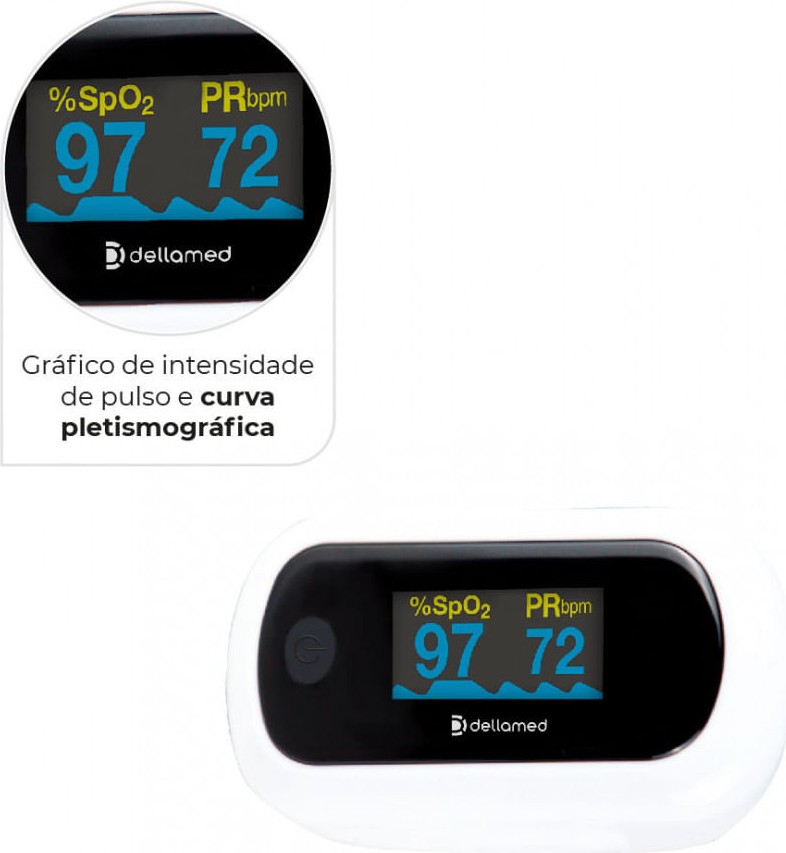 %SpO₂ PRbpm
97 72
dellamed
Gráfico de intensidade
de pulso e curva
pletismográfica
%SpO₂ PRbpm
97 72
dellamed